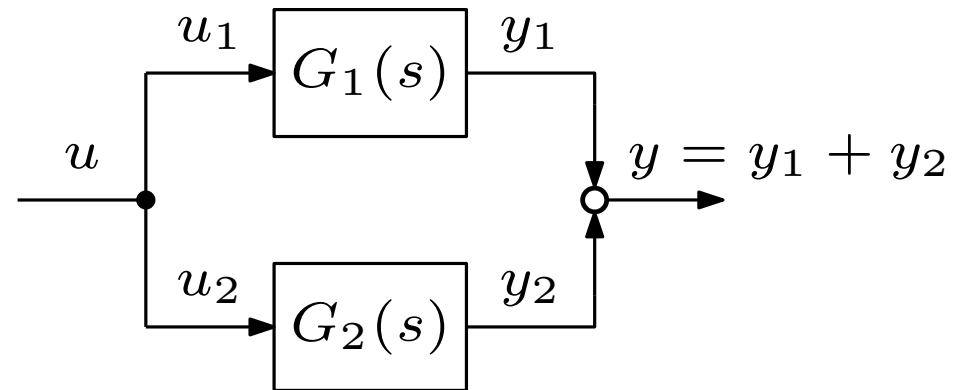 u₁
G₁(s)
y₁
u
y = y₁ + y₂
u₂
G₂(s)
y₂